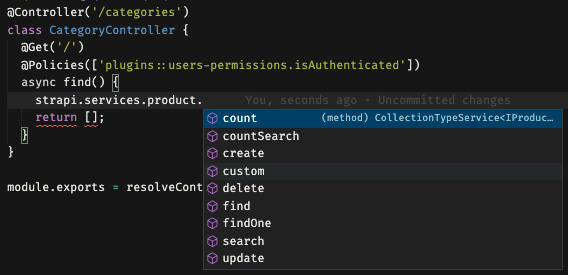 @Controller('/categories')
class CategoryController {
@Get('/')
@Policies(['plugins::users-permissions.isAuthenticated'])
async find() {
strapi.services.product. You, seconds ago • Uncommitted changes
return [];
}
}
module.exports = resolveCont
count (method) CollectionTypeService<IProduc…
countSearch
create
custom
delete
find
findOne
search
update